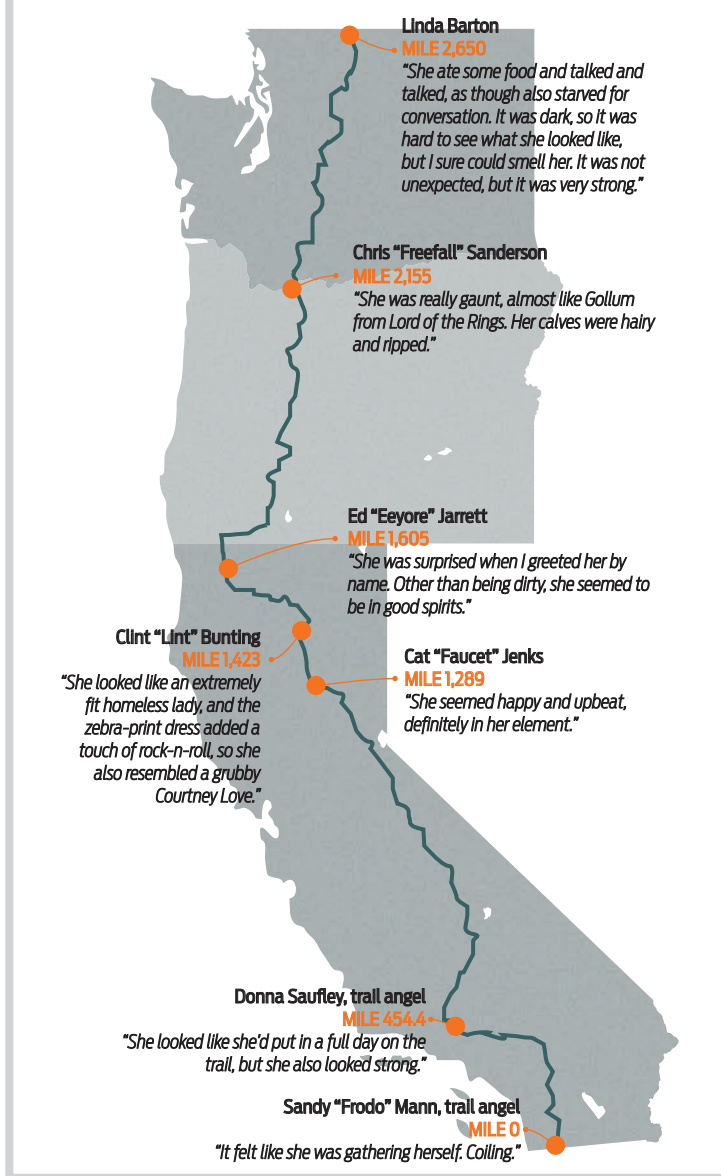 Linda Barton
MILE 2,650
“She ate some food and talked and
talked, as though also starved for
conversation. It was dark, so it was
hard to see what she looked like,
but I sure could smell her. It was not
unexpected, but it was very strong.”
Chris “Freefall” Sanderson
MILE 2,155
“She was really gaunt, almost like Gollum
from Lord of the Rings. Her calves were hairy
and ripped.”
Ed “Eeyore” Jarrett
MILE 1,605
“She was surprised when I greeted her by
name. Other than being dirty, she seemed to
be in good spirits.”
Clint “Lint” Bunting
MILE 1,423
“She looked like an extremely
fit homeless lady, and the
zebra-print dress added a
touch of rock-n-roll, so she
also resembled a grubby
Courtney Love.”
Cat “Faucet” Jenks
MILE 1,289
“She seemed happy and upbeat,
definitely in her element.”
Donna Saufley, trail angel
MILE 454.4
“She looked like she’d put in a full day on the
trail, but she also looked strong.”
Sandy “Frodo” Mann, trail angel
MILE 0
“It felt like she was gathering herself. Coiling.”